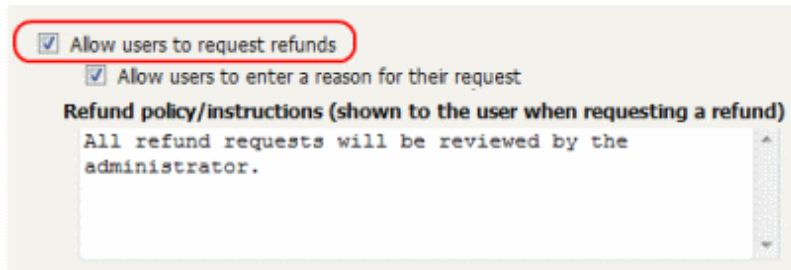 Allow users to request refunds
Allow users to enter a reason for their request
Refund policy/instructions (shown to the user when requesting a refund)
All refund requests will be reviewed by the
administrator.